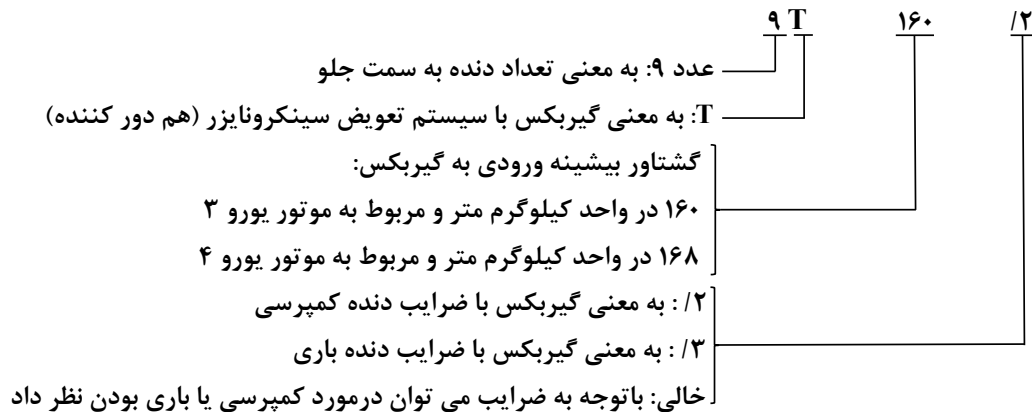 ۹ T ۱۶۰ /۲
عدد ۹: به معنی تعداد دنده به سمت جلو
T: به معنی گیربکس با سیستم تعویض سینکرونایزر (هم دور کننده)
گشتاور بیشینه ورودی به گیربکس:
۱۶۰ در واحد کیلوگرم متر و مربوط به موتور یورو ۳
۱۶۸ در واحد کیلوگرم متر و مربوط به موتور یورو ۴
/۲ : به معنی گیربکس با ضرایب دنده کمپرسی
/۳ : به معنی گیربکس با ضرایب دنده باری
خالی: باتوجه به ضرایب می توان درمورد کمپرسی یا باری بودن نظر داد